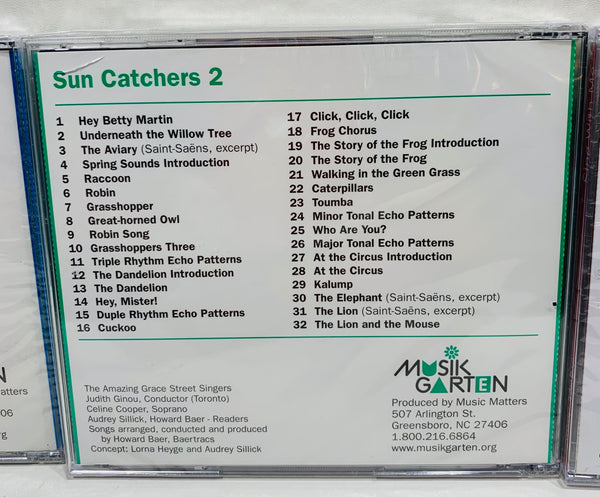 Sun Catchers 2
1 Hey Betty Martin
2 Underneath the Willow Tree
3 The Aviary (Saint-Saëns, excerpt)
4 Spring Sounds Introduction
5 Raccoon
6 Robin
7 Grasshopper
8 Great-horned Owl
9 Robin Song
10 Grasshoppers Three
11 Triple Rhythm Echo Patterns
12 The Dandelion Introduction
13 The Dandelion
14 Hey, Mister!
15 Duple Rhythm Echo Patterns
16 Cuckoo
17 Click, Click, Click
18 Frog Chorus
19 The Story of the Frog Introduction
20 The Story of the Frog
21 Walking in the Green Grass
22 Caterpillars
23 Toumba
24 Minor Tonal Echo Patterns
25 Who Are You?
26 Major Tonal Echo Patterns
27 At the Circus Introduction
28 At the Circus
29 Kalump
30 The Elephant (Saint-Saëns, excerpt)
31 The Lion (Saint-Saëns, excerpt)
32 The Lion and the Mouse
The Amazing Grace Street Singers
Judith Ginou, Conductor (Toronto)
Celine Cooper, Soprano
Audrey Sillick, Howard Baer - Readers
Songs arranged, conducted and produced
by Howard Baer, Baertracs
Concept: Lorna Heyge and Audrey Sillick
MUSIK
GARTEN
Produced by Music Matters
507 Arlington St.
Greensboro, NC 27406
1.800.216.6864
www.musikgarten.org
N
atters
06
rg